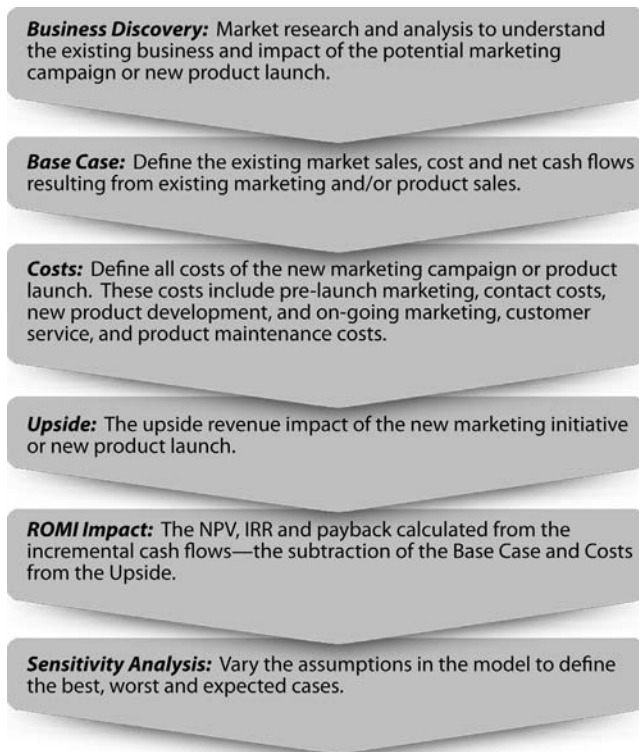 Business Discovery: Market research and analysis to understand
the existing business and impact of the potential marketing
campaign or new product launch.
Base Case: Define the existing market sales, cost and net cash flows
resulting from existing marketing and/or product sales.
Costs: Define all costs of the new marketing campaign or product
launch. These costs include pre-launch marketing, contact costs,
new product development, and on-going marketing, customer
service, and product maintenance costs.
Upside: The upside revenue impact of the new marketing initiative
or new product launch.
ROMI Impact: The NPV, IRR and payback calculated from the
incremental cash flows—the subtraction of the Base Case and Costs
from the Upside.
Sensitivity Analysis: Vary the assumptions in the model to define
the best, worst and expected cases.